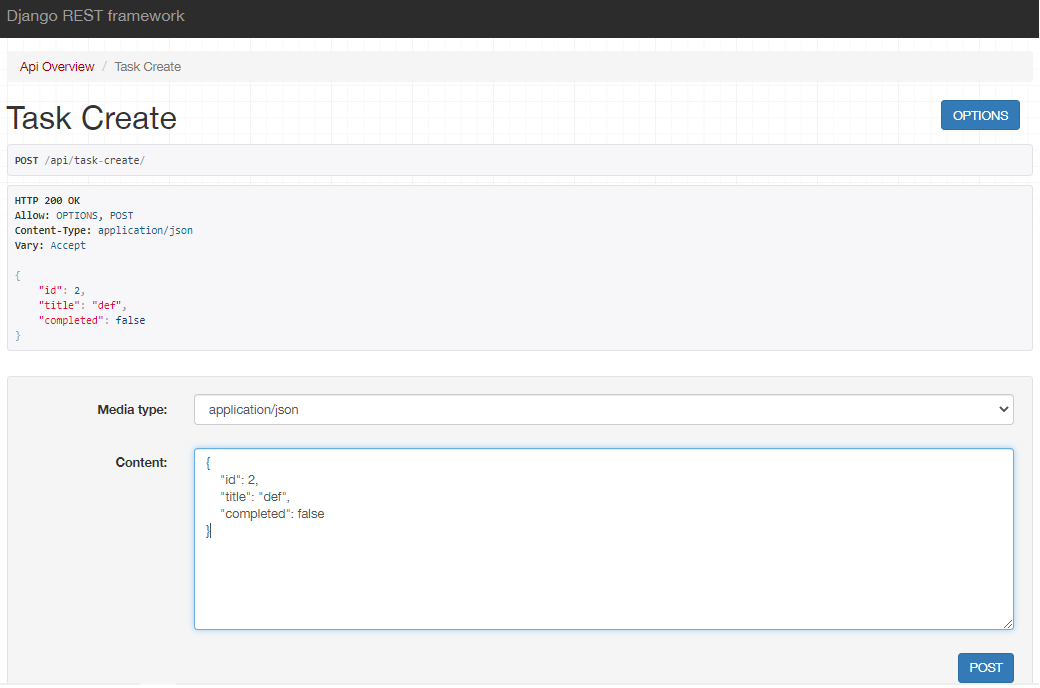 Django REST framework
Api Overview / Task Create
Task Create
OPTIONS
POST /api/task-create/
HTTP 200 OK
Allow: OPTIONS, POST
Content-Type: application/json
Vary: Accept
{
    "id": 2,
    "title": "def",
    "completed": false
}
Media type: application/json
Content:
{
    "id": 2,
    "title": "def",
    "completed": false
}
POST